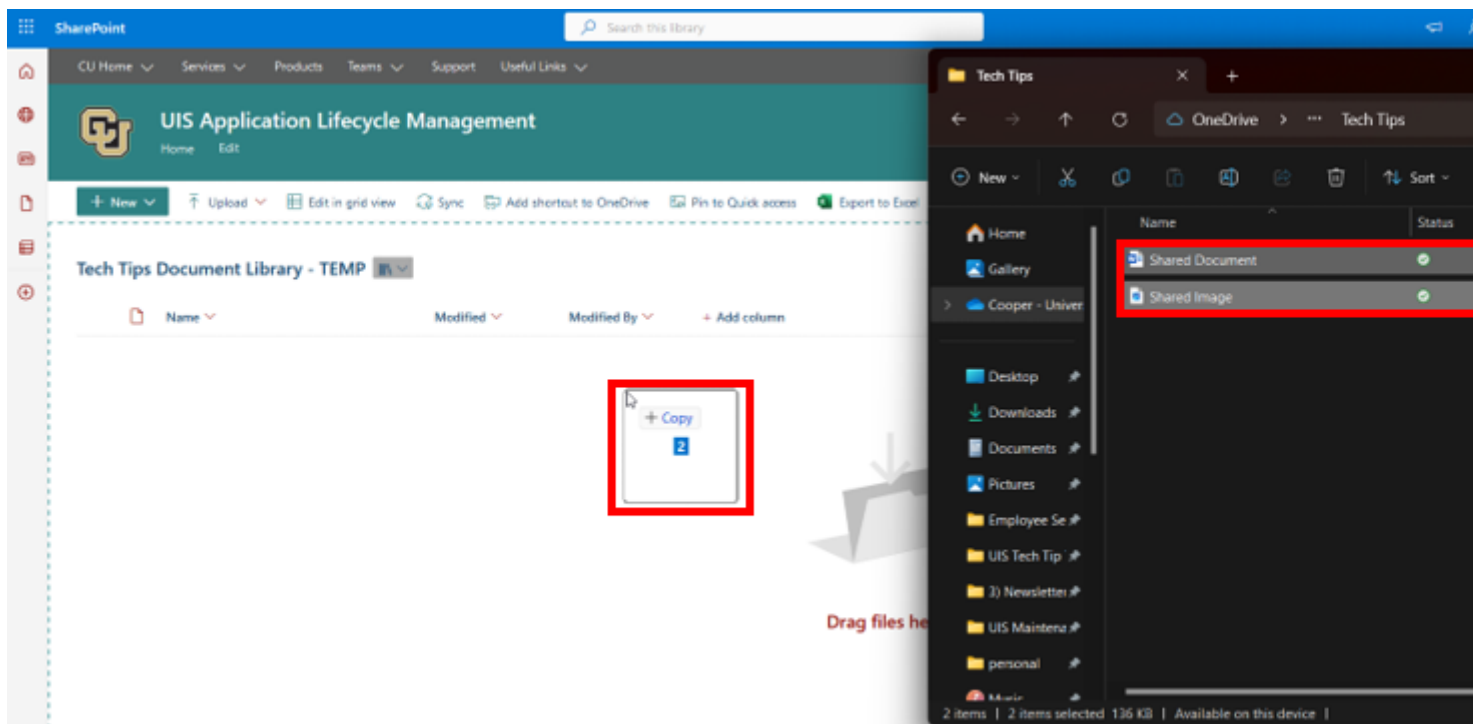 SharePoint
Search this library
CU Home Services Products Teams Support Useful Links
UIS Application Lifecycle Management
Home Edit
+ New Upload Edit in grid view Sync Add shortcut to OneDrive Pin to Quick access Export to Excel
Tech Tips Document Library - TEMP
Name Modified Modified By + Add column
+ Copy
2
Drag files he
Tech Tips
OneDrive > ... Tech Tips
New Sort
Name Status
Home
Gallery
Cooper - Univer
Shared Document
Shared Image
Desktop
Downloads
Documents
Pictures
Employee Se
UIS Tech Tip
3) Newsletter
UIS Maintena
personal
Music
2 items | 2 items selected 136 KB | Available on this device |